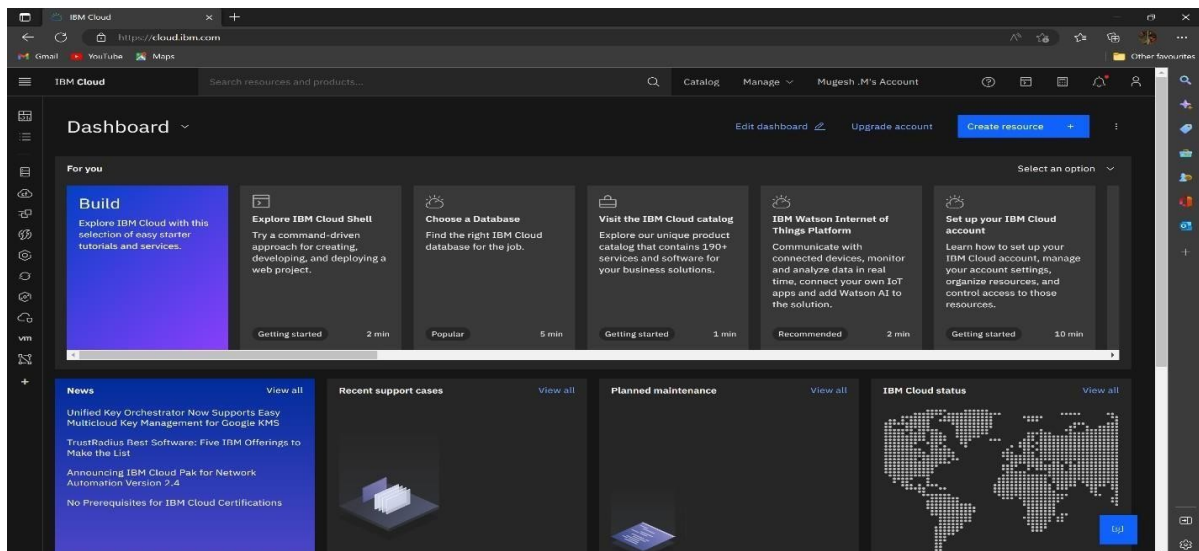 IBM Cloud
https://cloud.ibm.com
Gmail YouTube Maps Other favourites
IBM Cloud Search resources and products... Catalog Manage Mugesh .M's Account
Dashboard Edit dashboard Upgrade account Create resource +
For you Select an option
Build
Explore IBM Cloud with this
selection of easy starter
tutorials and services.
Explore IBM Cloud Shell
Try a command-driven
approach for creating,
developing, and deploying a
web project.
Getting started 2 min
Choose a Database
Find the right IBM Cloud
database for the job.
Popular 5 min
Visit the IBM Cloud catalog
Explore our unique product
catalog that contains 190+
services and software for
your business solutions.
Getting started 1 min
IBM Watson Internet of
Things Platform
Communicate with
connected devices, monitor
and analyze data in real
time, connect your own IoT
apps and add Watson AI to
the solution.
Recommended 2 min
Set up your IBM Cloud
account
Learn how to set up your
IBM Cloud account, manage
your account settings,
organize resources, and
control access to those
resources.
Getting started 10 min
vm
News View all
Unified Key Orchestrator Now Supports Easy
Multicloud Key Management for Google KMS
TrustRadius Best Software: Five IBM Offerings to
Make the List
Announcing IBM Cloud Pak for Network
Automation Version 2.4
No Prerequisites for IBM Cloud Certifications
Recent support cases View all
Planned maintenance View all
IBM Cloud status View all